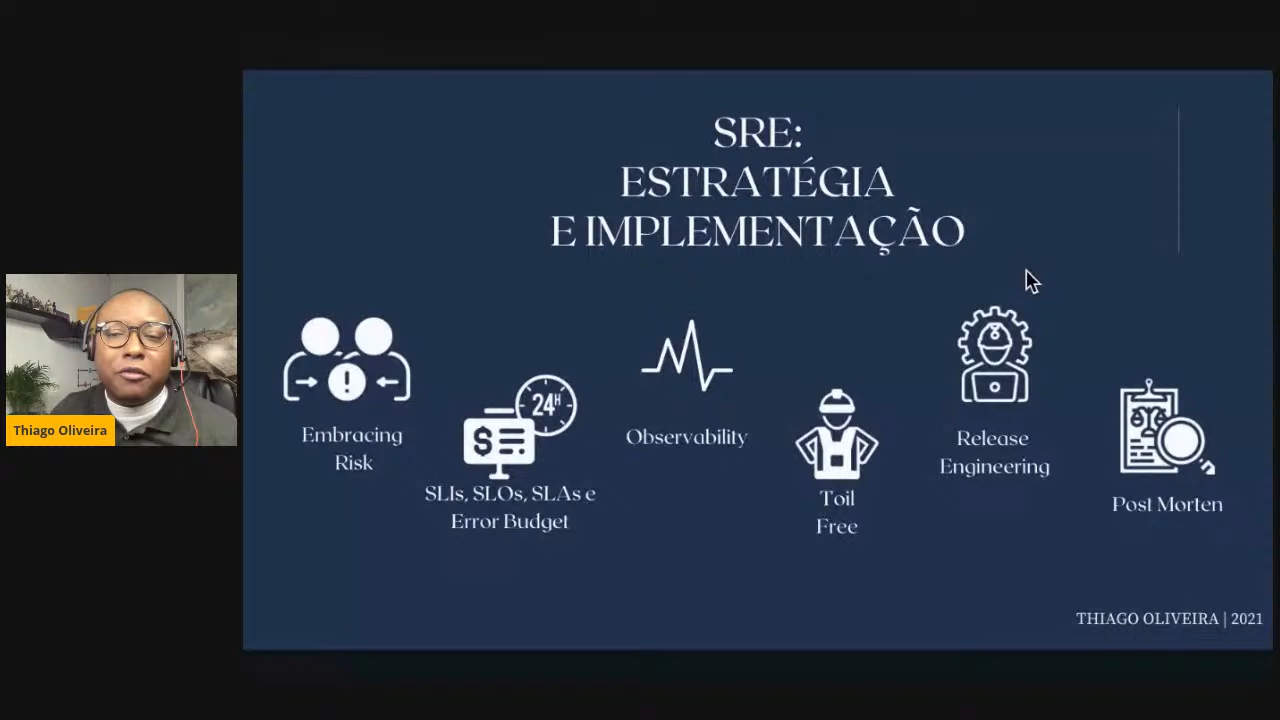 SRE:
ESTRATÉGIA
E IMPLEMENTAÇÃO
Embracing
Risk
$
24H
SLIs, SLOs, SLAs e
Error Budget
Observability
Toil
Free
Release
Engineering
Post Morten
THIAGO OLIVEIRA | 2021
Thiago Oliveira